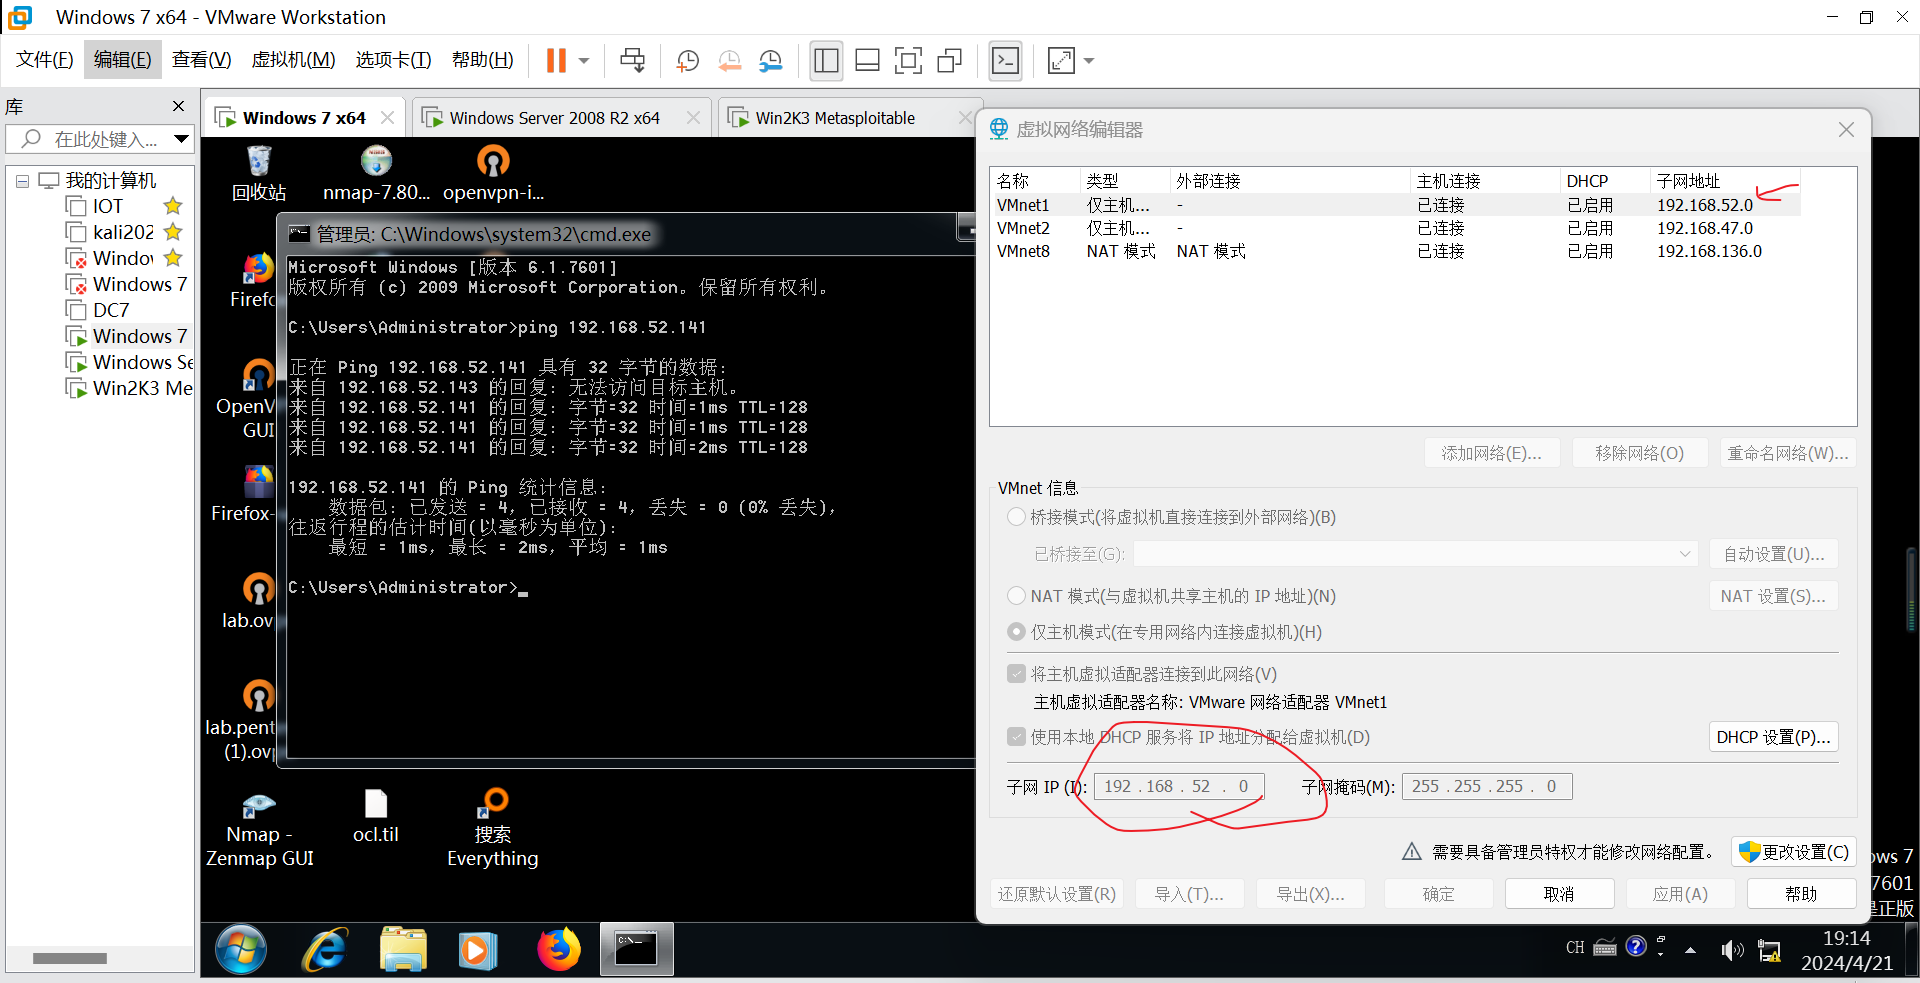 Windows 7 x64 - VMware Workstation
文件(F) 编辑(E) 查看(V) 虚拟机(M) 选项卡(T) 帮助(H)
库
在此处键入...
我的计算机
IOT
kali202
Windov
Windows 7
DC7
Windows 7
Windows Se
Win2K3 Me
Windows 7 x64
Windows Server 2008 R2 x64
Win2K3 Metasploitable
回收站
nmap-7.80...
openvpn-i...
Firefo
OpenV
GUI
Firefox-
lab.ov
lab.pent
(1).ovp
Nmap -
Zenmap GUI
ocl.til
搜索
Everything
管理员: C:\Windows\system32\cmd.exe
Microsoft Windows [版本 6.1.7601]
版权所有 (c) 2009 Microsoft Corporation。保留所有权利。
C:\Users\Administrator>ping 192.168.52.141
正在 Ping 192.168.52.141 具有 32 字节的数据:
来自 192.168.52.143 的回复: 无法访问目标主机。
来自 192.168.52.141 的回复: 字节=32 时间=1ms TTL=128
来自 192.168.52.141 的回复: 字节=32 时间=1ms TTL=128
来自 192.168.52.141 的回复: 字节=32 时间=2ms TTL=128
192.168.52.141 的 Ping 统计信息:
数据包: 已发送 = 4, 已接收 = 4, 丢失 = 0 (0% 丢失),
往返行程的估计时间(以毫秒为单位):
最短 = 1ms, 最长 = 2ms, 平均 = 1ms
C:\Users\Administrator>_
虚拟网络编辑器
名称 类型 外部连接 主机连接 DHCP 子网地址
VMnet1 仅主机... - 已连接 已启用 192.168.52.0
VMnet2 仅主机... - 已连接 已启用 192.168.47.0
VMnet8 NAT 模式 NAT 模式 已连接 已启用 192.168.136.0
添加网络(E)... 移除网络(O) 重命名网络(W)...
VMnet 信息
桥接模式(将虚拟机直接连接到外部网络)(B)
已桥接至(G): 自动设置(U)...
NAT 模式(与虚拟机共享主机的 IP 地址)(N) NAT 设置(S)...
仅主机模式(在专用网络内连接虚拟机)(H)
将主机虚拟适配器连接到此网络(V)
主机虚拟适配器名称: VMware 网络适配器 VMnet1
使用本地 DHCP 服务将 IP 地址分配给虚拟机(D) DHCP 设置(P)...
子网 IP (I): 192 . 168 . 52 . 0 子网掩码(M): 255 . 255 . 255 . 0
需要具备管理员特权才能修改网络配置。 更改设置(C)
还原默认设置(R) 导入(T)... 导出(X)... 确定 取消 应用(A) 帮助
ows 7
7601
是正版
CH
19:14
2024/4/21